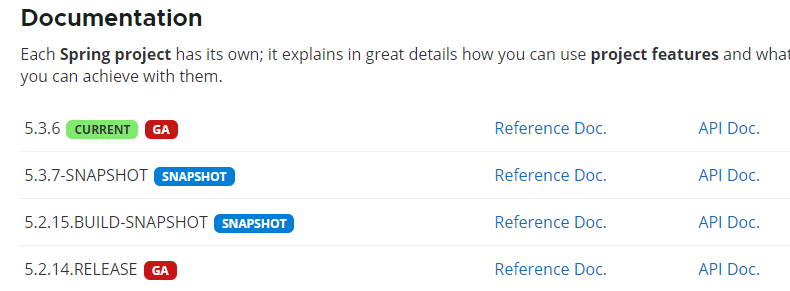 Documentation
Each Spring project has its own; it explains in great details how you can use project features and what
you can achieve with them.
5.3.6 CURRENT GA Reference Doc. API Doc.
5.3.7-SNAPSHOT SNAPSHOT Reference Doc. API Doc.
5.2.15.BUILD-SNAPSHOT SNAPSHOT Reference Doc. API Doc.
5.2.14.RELEASE GA Reference Doc. API Doc.